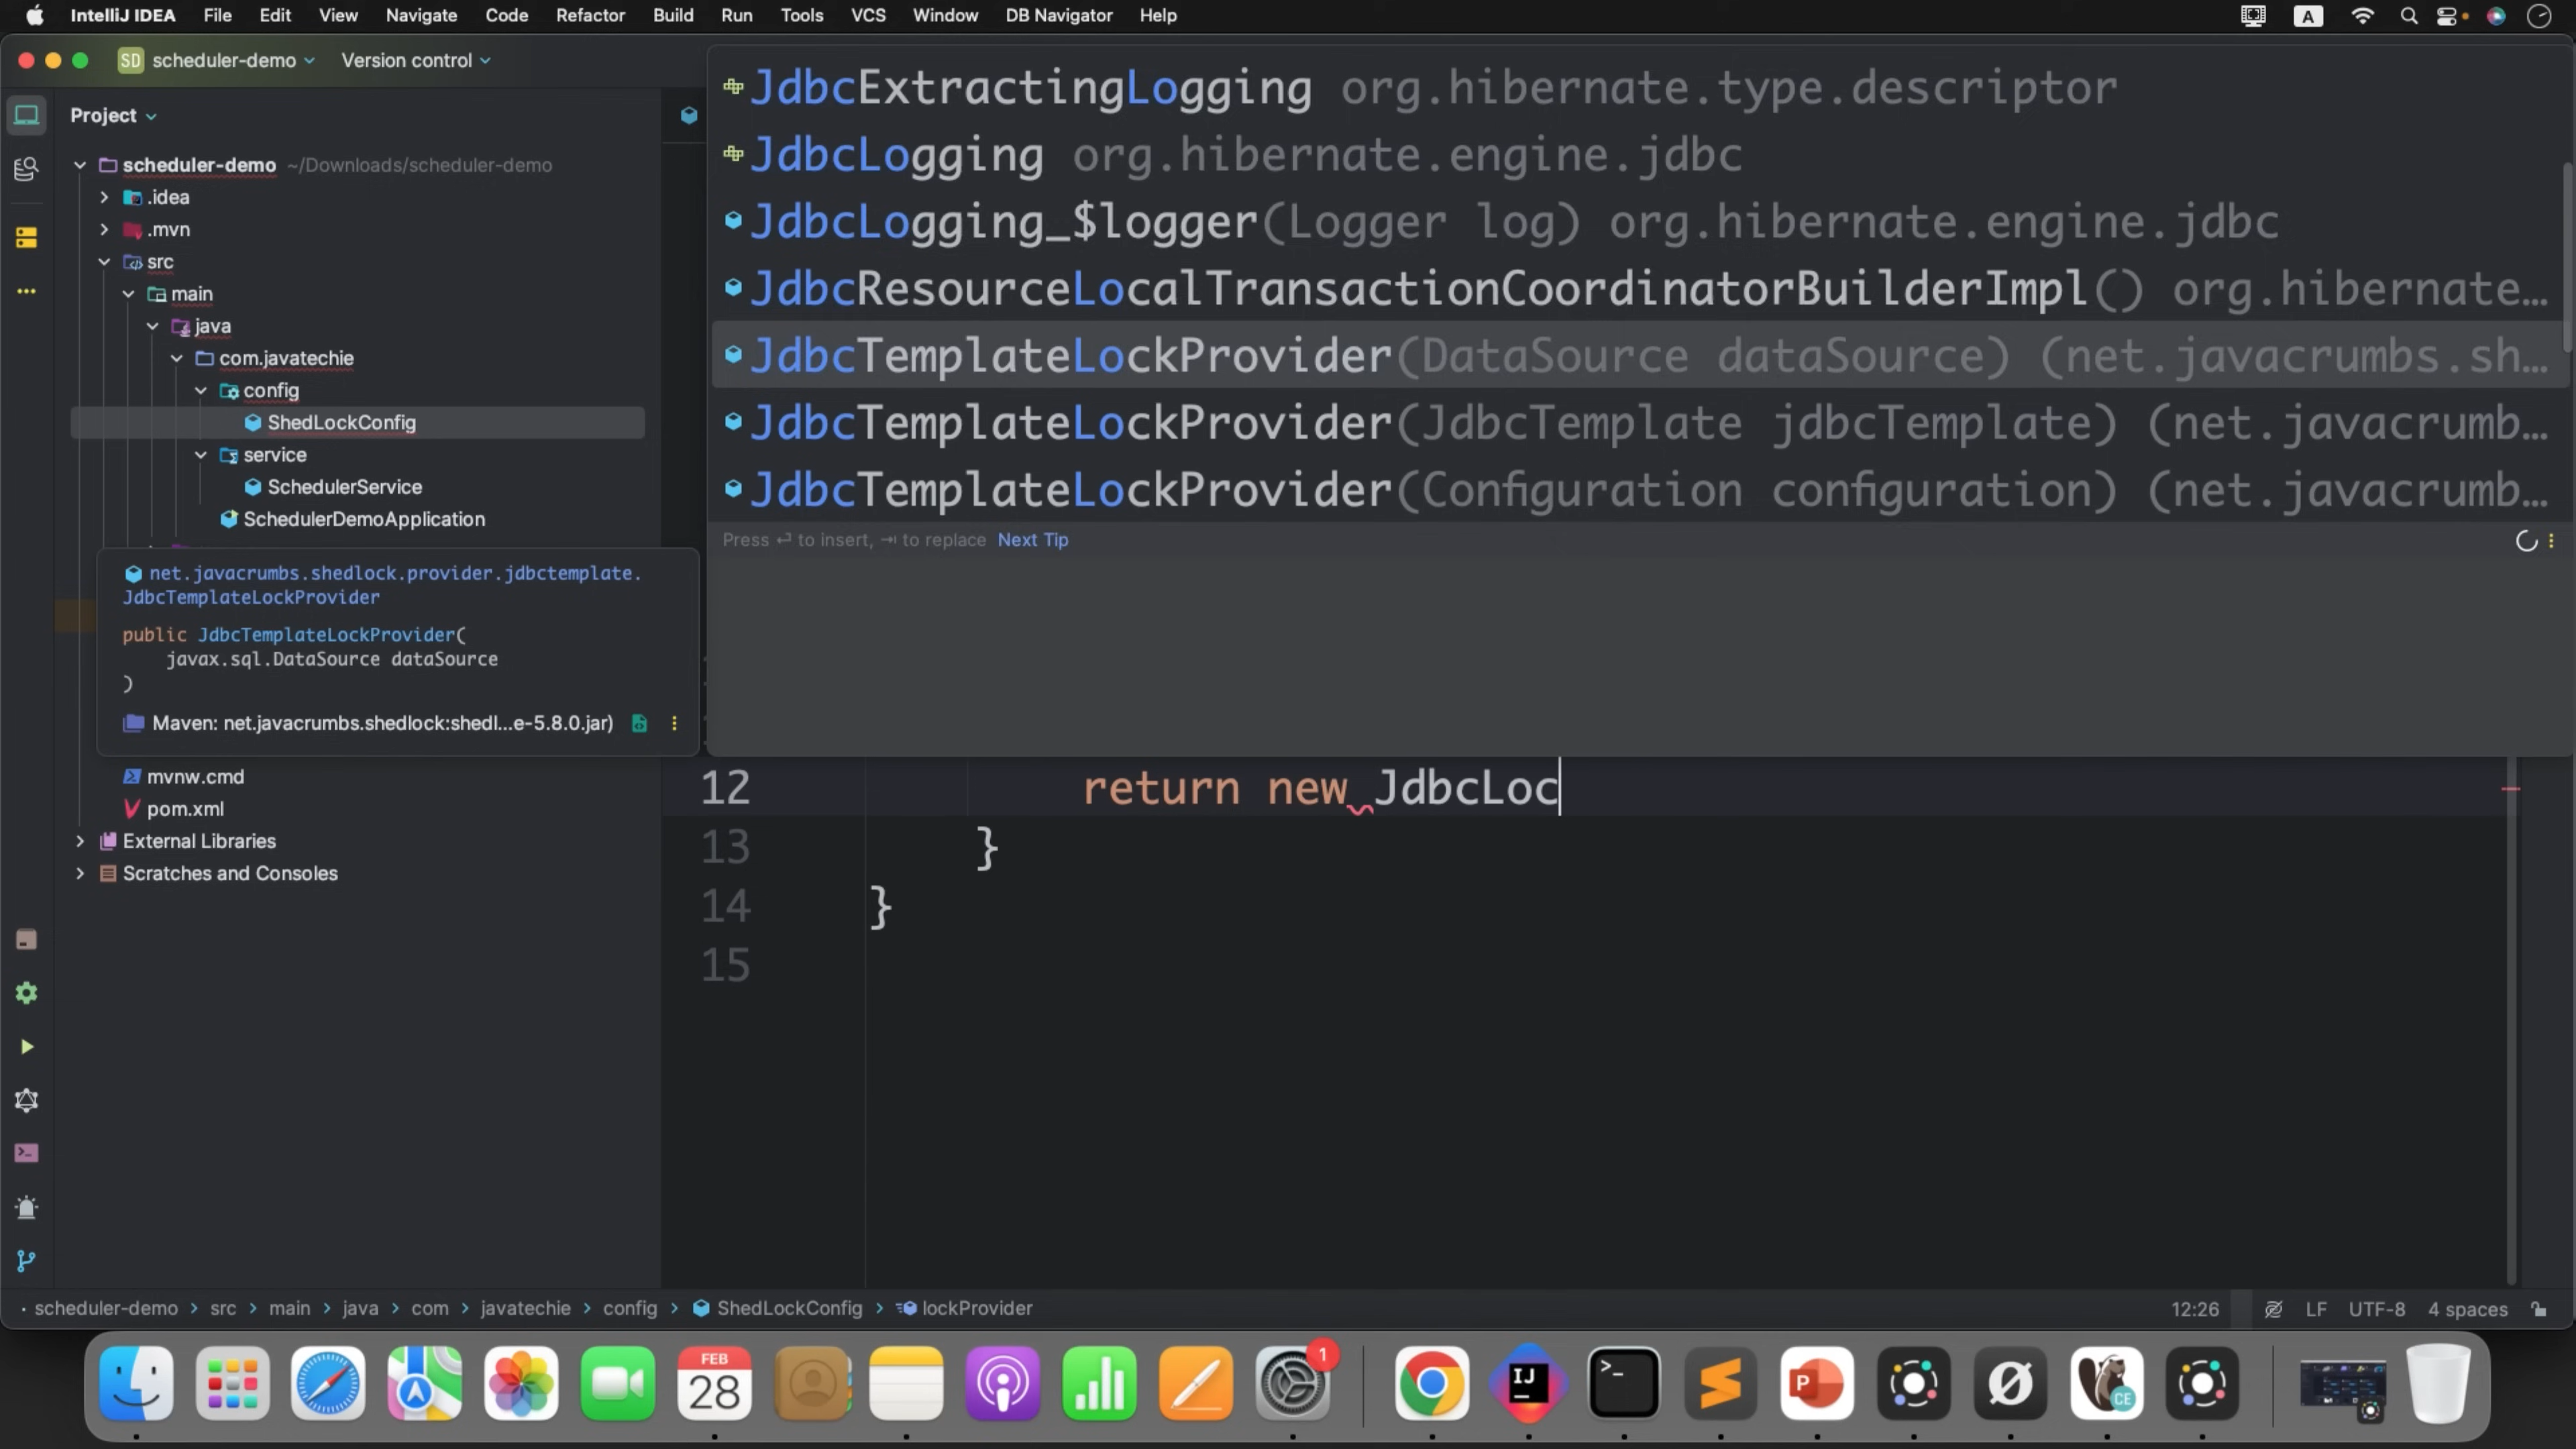 IntelliJ IDEA File Edit View Navigate Code Refactor Build Run Tools VCS Window DB Navigator Help
A
SD scheduler-demo Version control
Project
scheduler-demo ~/Downloads/scheduler-demo
.idea
.mvn
src
main
java
com.javatechie
config
ShedLockConfig
service
SchedulerService
SchedulerDemoApplication
net.javacrumbs.shedlock.provider.jdbctemplate.
JdbcTemplateLockProvider
public JdbcTemplateLockProvider(
javax.sql.DataSource dataSource
)
Maven: net.javacrumbs.shedlock:shedl...e-5.8.0.jar)
mvnw.cmd
pom.xml
External Libraries
Scratches and Consoles
JdbcExtractingLogging org.hibernate.type.descriptor
JdbcLogging org.hibernate.engine.jdbc
JdbcLogging_$logger(Logger log) org.hibernate.engine.jdbc
JdbcResourceLocalTransactionCoordinatorBuilderImpl() org.hibernate...
JdbcTemplateLockProvider(DataSource dataSource) (net.javacrumbs.sh...
JdbcTemplateLockProvider(JdbcTemplate jdbcTemplate) (net.javacrumb...
JdbcTemplateLockProvider(Configuration configuration) (net.javacrumb...
Press ⏎ to insert, ⇥ to replace Next Tip
12 return new JdbcLoc
13 }
14 }
15
scheduler-demo > src > main > java > com > javatechie > config > ShedLockConfig > lockProvider
12:26 LF UTF-8 4 spaces
FEB
28
1
IJ
>_
P
CE